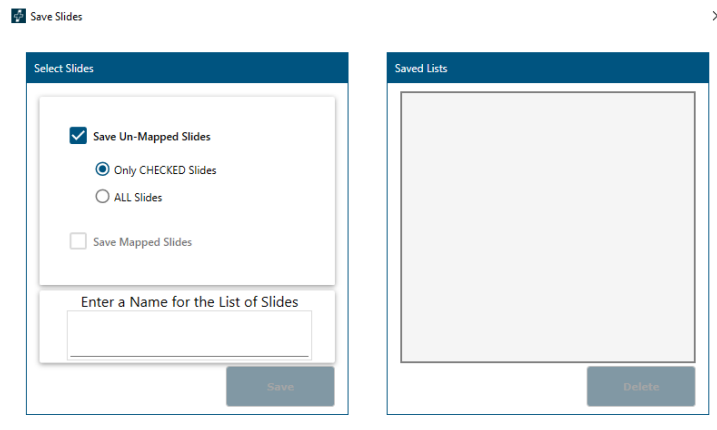 Save Slides
Select Slides
Save Un-Mapped Slides
Only CHECKED Slides
ALL Slides
Save Mapped Slides
Enter a Name for the List of Slides
Save
Saved Lists
Delete